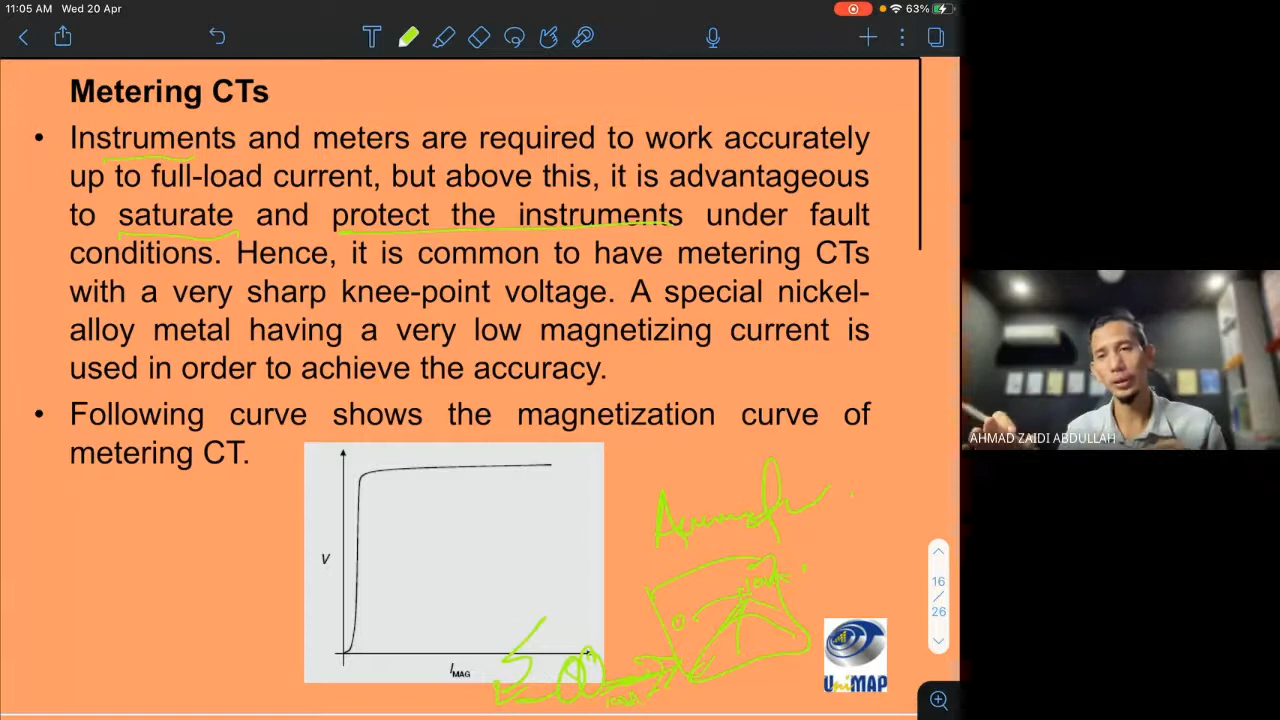 11:05 AM Wed 20 Apr
63%
Metering CTs
• Instruments and meters are required to work accurately
up to full-load current, but above this, it is advantageous
to saturate and protect the instruments under fault
conditions. Hence, it is common to have metering CTs
with a very sharp knee-point voltage. A special nickel-
alloy metal having a very low magnetizing current is
used in order to achieve the accuracy.
• Following curve shows the magnetization curve of
metering CT.
V
IMAG
AHMAD ZAIDI ABDULLAH
16
/
26
UniMAP